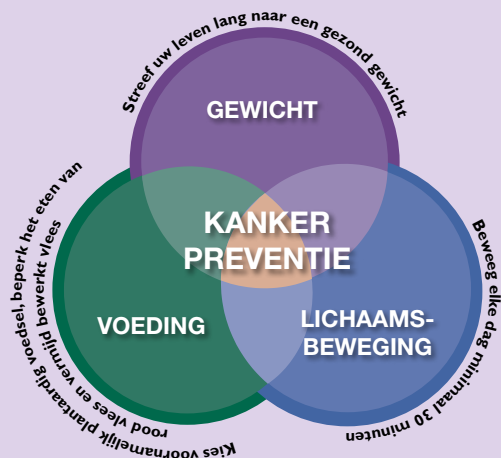 Streef uw leven lang naar een gezond gewicht
GEWICHT
KANKER
PREVENTIE
VOEDING
LICHAAMS-
BEWEGING
Kies voornamelijk plantaardig voedsel, beperk het eten van
rood vlees en vermijd bewerkt vlees
Beweeg elke dag minimaal 30 minuten